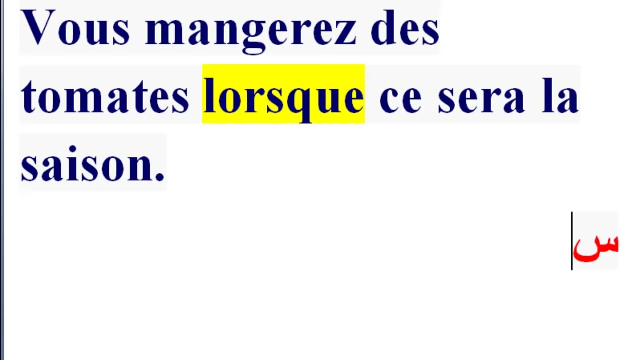 Vous mangerez des
tomates lorsque ce sera la
saison.
س